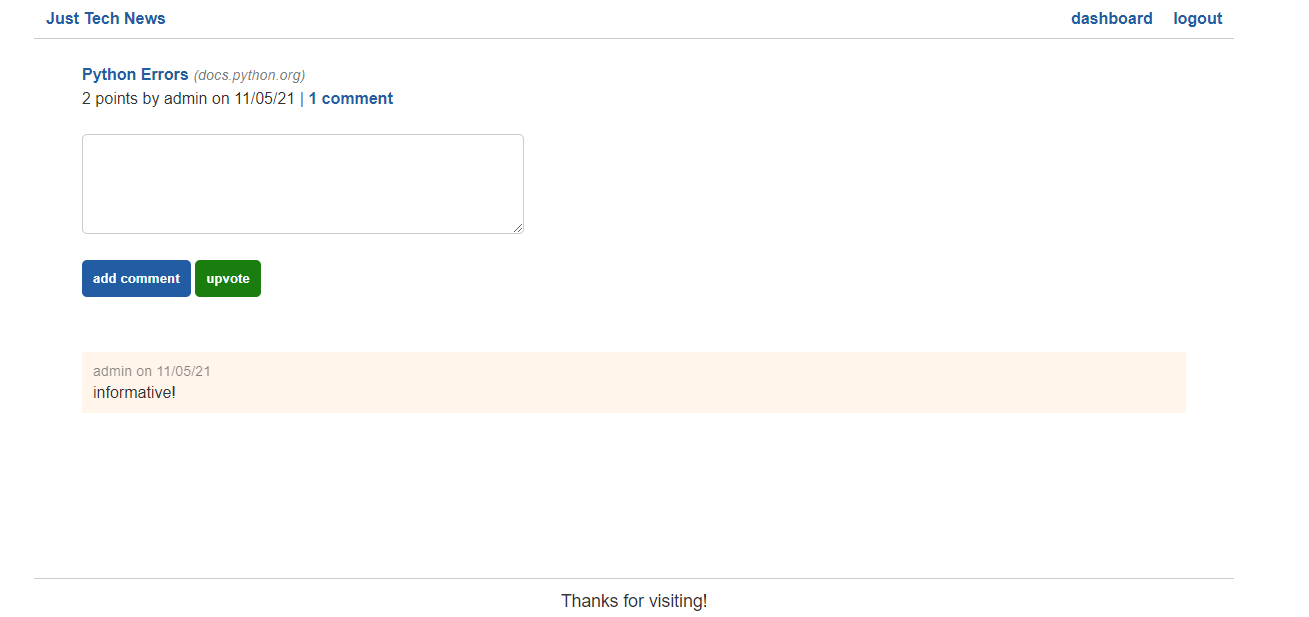 Just Tech News dashboard logout
Python Errors (docs.python.org)
2 points by admin on 11/05/21 | 1 comment
add comment upvote
admin on 11/05/21
informative!
Thanks for visiting!